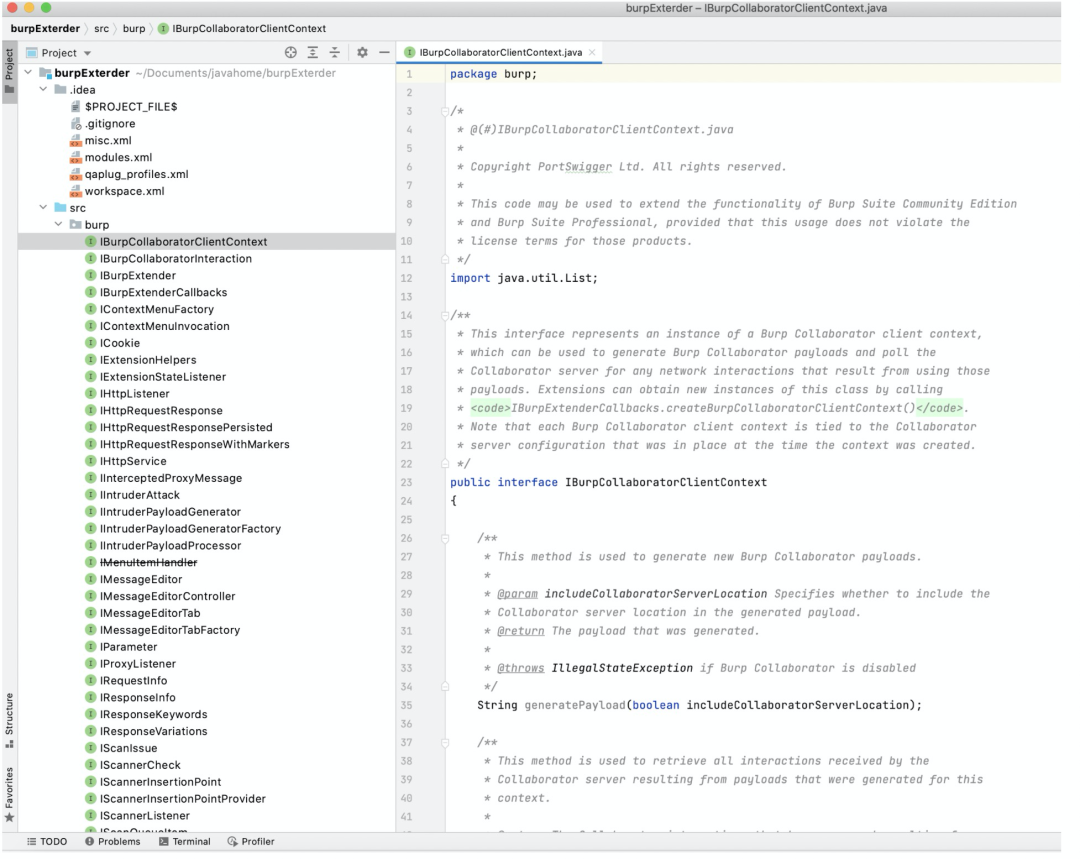 burpExterder – IBurpCollaboratorClientContext.java
burpExterder src burp IBurpCollaboratorClientContext
Project
Project
burpExterder ~/Documents/javahome/burpExterder
.idea
$PROJECT_FILE$
.gitignore
misc.xml
modules.xml
qaplug_profiles.xml
workspace.xml
src
burp
IBurpCollaboratorClientContext
IBurpCollaboratorInteraction
IBurpExtender
IBurpExtenderCallbacks
IContextMenuFactory
IContextMenuInvocation
ICookie
IExtensionHelpers
IExtensionStateListener
IHttpListener
IHttpRequestResponse
IHttpRequestResponsePersisted
IHttpRequestResponseWithMarkers
IHttpService
IInterceptedProxyMessage
IIntruderAttack
IIntruderPayloadGenerator
IIntruderPayloadGeneratorFactory
IIntruderPayloadProcessor
IMenuItemHandler
IMessageEditor
IMessageEditorController
IMessageEditorTab
IMessageEditorTabFactory
IParameter
IProxyListener
IRequestInfo
IResponseInfo
IResponseKeywords
IResponseVariations
IScanIssue
IScannerCheck
IScannerInsertionPoint
IScannerInsertionPointProvider
IScannerListener
IScanQueueItem
Structure
Favorites
IBurpCollaboratorClientContext.java
1 package burp;
2
3 /*
4 * @(#)IBurpCollaboratorClientContext.java
5 *
6 * Copyright PortSwigger Ltd. All rights reserved.
7 *
8 * This code may be used to extend the functionality of Burp Suite Community Edition
9 * and Burp Suite Professional, provided that this usage does not violate the
10 * license terms for those products.
11 */
12 import java.util.List;
13
14 /**
15 * This interface represents an instance of a Burp Collaborator client context,
16 * which can be used to generate Burp Collaborator payloads and poll the
17 * Collaborator server for any network interactions that result from using those
18 * payloads. Extensions can obtain new instances of this class by calling
19 * <code>IBurpExtenderCallbacks.createBurpCollaboratorClientContext()</code>.
20 * Note that each Burp Collaborator client context is tied to the Collaborator
21 * server configuration that was in place at the time the context was created.
22 */
23 public interface IBurpCollaboratorClientContext
24 {
25
26 /**
27 * This method is used to generate new Burp Collaborator payloads.
28 *
29 * @param includeCollaboratorServerLocation Specifies whether to include the
30 * Collaborator server location in the generated payload.
31 * @return The payload that was generated.
32 *
33 * @throws IllegalStateException if Burp Collaborator is disabled
34 */
35 String generatePayload(boolean includeCollaboratorServerLocation);
36
37 /**
38 * This method is used to retrieve all interactions received by the
39 * Collaborator server resulting from payloads that were generated for this
40 * context.
41 *
TODO Problems Terminal Profiler